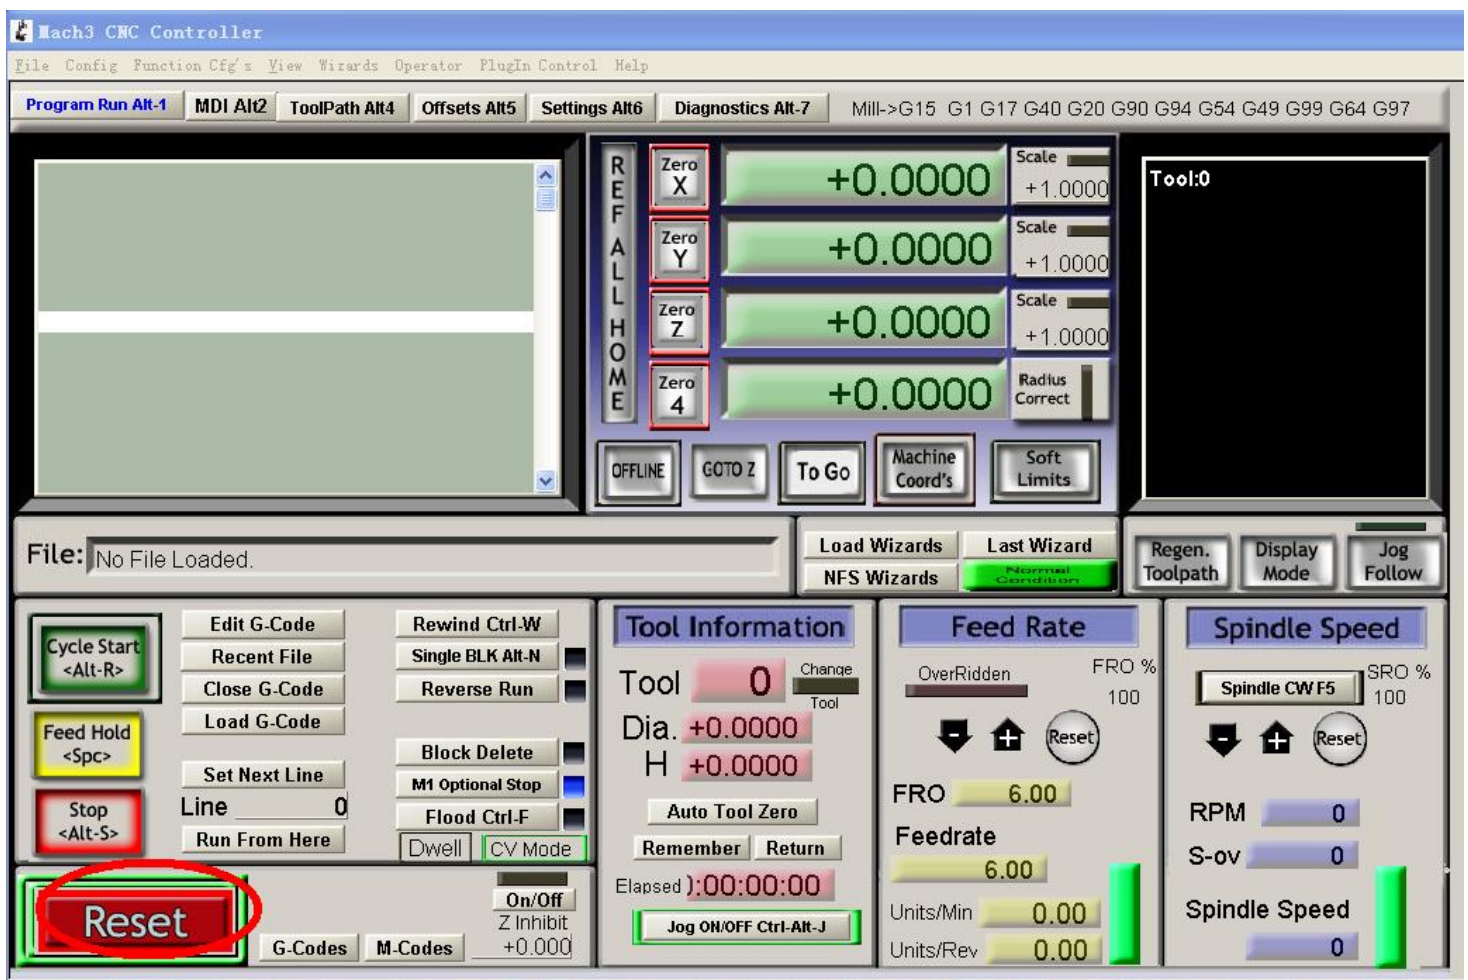 Mach3 CNC Controller
File Config Function Cfg's View Wizards Operator PlugIn Control Help
Program Run Alt-1 MDI Alt2 ToolPath Alt4 Offsets Alt5 Settings Alt6 Diagnostics Alt-7 Mill->G15 G1 G17 G40 G20 G90 G94 G54 G49 G99 G64 G97
REF ALL HOME
Zero X +0.0000 Scale +1.0000
Zero Y +0.0000 Scale +1.0000
Zero Z +0.0000 Scale +1.0000
Zero 4 +0.0000 Radius Correct
OFFLINE GOTO Z To Go Machine Coord's Soft Limits
Tool:0
File: No File Loaded.
Load Wizards Last Wizard
NFS Wizards Normal Condition
Regen. Toolpath Display Mode Jog Follow
Cycle Start
<Alt-R>
Feed Hold
<Spc>
Stop
<Alt-S>
Edit G-Code
Recent File
Close G-Code
Load G-Code
Set Next Line
Line 0
Run From Here
Rewind Ctrl-W
Single BLK Alt-N
Reverse Run
Block Delete
M1 Optional Stop
Flood Ctrl-F
Dwell CV Mode
Reset
G-Codes M-Codes
On/Off
Z Inhibit
+0.000
Tool Information
Tool 0 Change Tool
Dia. +0.0000
H +0.0000
Auto Tool Zero
Remember Return
Elapsed ):00:00:00
Jog ON/OFF Ctrl-Alt-J
Feed Rate
OverRidden FRO %
100
Reset
FRO 6.00
Feedrate
6.00
Units/Min 0.00
Units/Rev 0.00
Spindle Speed
Spindle CW F5 SRO %
100
Reset
RPM 0
S-ov 0
Spindle Speed
0